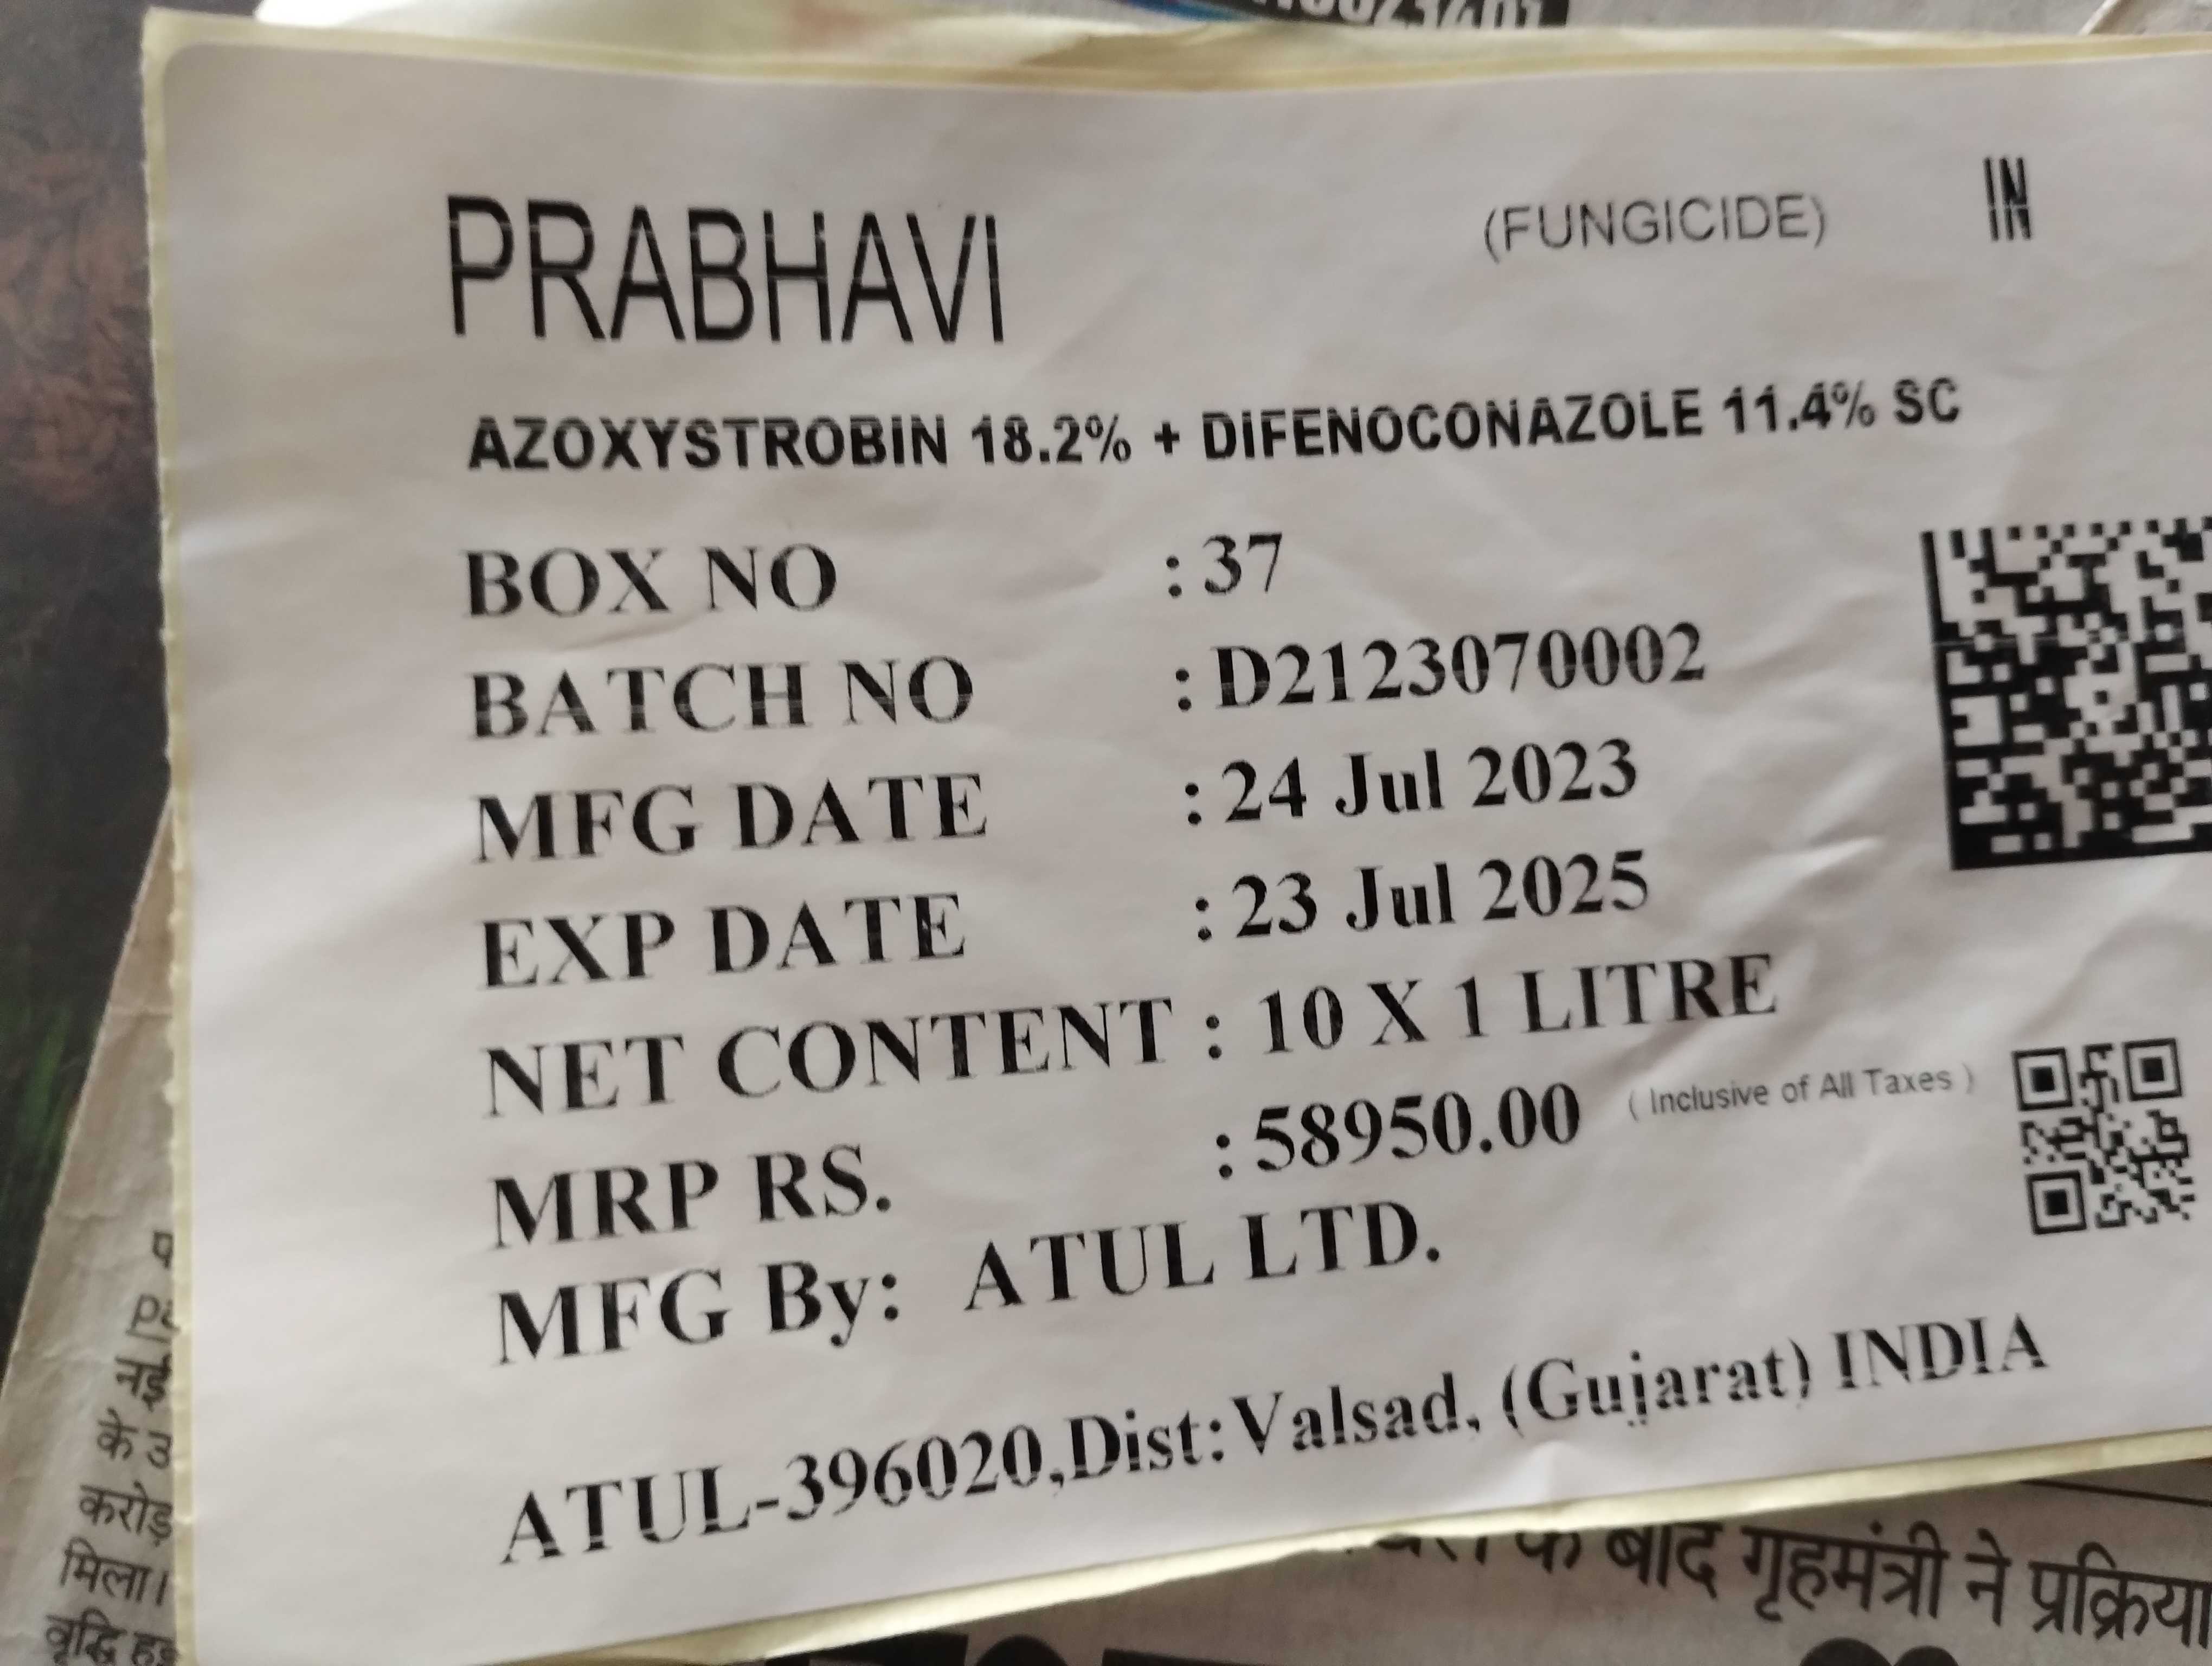 PRABHAVI (FUNGICIDE) IN
AZOXYSTROBIN 18.2% + DIFENOCONAZOLE 11.4% SC
BOX NO : 37
BATCH NO : D2123070002
MFG DATE : 24 Jul 2023
EXP DATE : 23 Jul 2025
NET CONTENT : 10 X 1 LITRE
MRP RS. : 58950.00 ( Inclusive of All Taxes )
MFG By: ATUL LTD.
ATUL-396020,Dist:Valsad, (Gujarat) INDIA
नई
के उ
करोड़
मिला।
वृद्धि हुई
के बाद गृहमंत्री ने प्रक्रिया